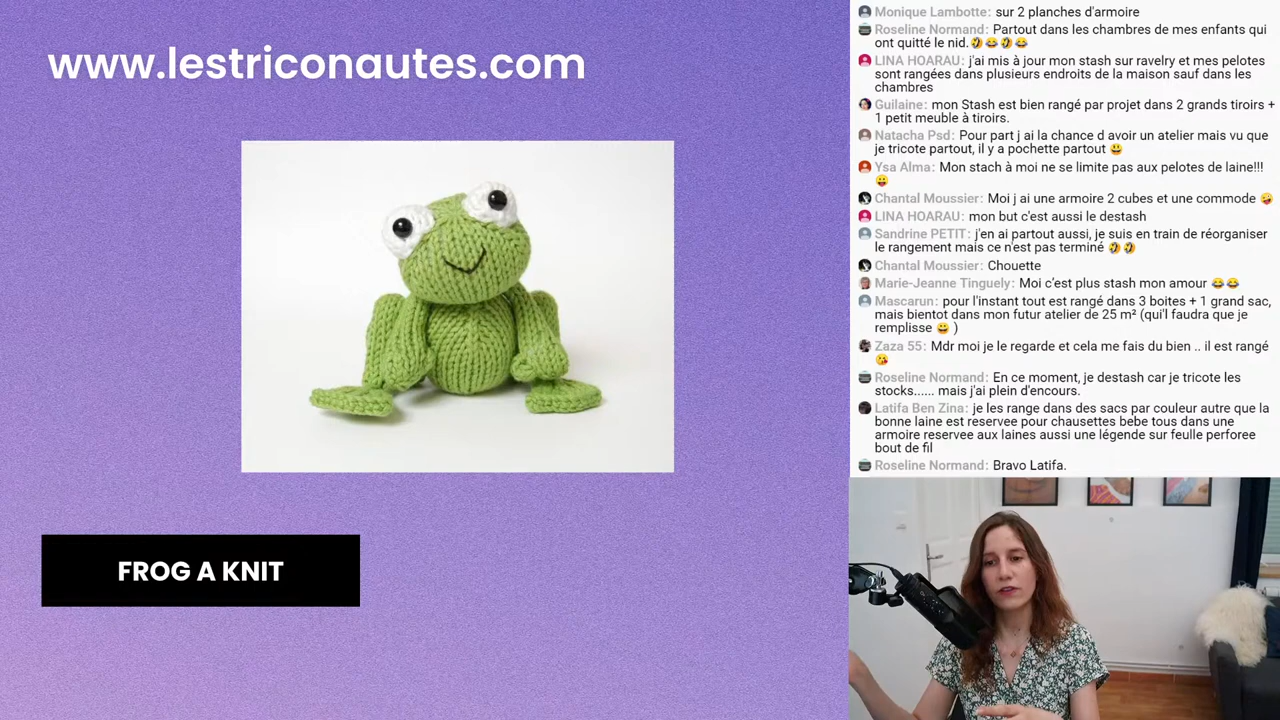 www.lestriconautes.com
FROG A KNIT
Monique Lambotte: sur 2 planches d'armoire
Roseline Normand: Partout dans les chambres de mes enfants qui
ont quitté le nid.🤣😂🤣😂
LINA HOARAU: j'ai mis à jour mon stash sur ravelry et mes pelotes
sont rangées dans plusieurs endroits de la maison sauf dans les
chambres
Guilaine: mon Stash est bien rangé par projet dans 2 grands tiroirs +
1 petit meuble à tiroirs.
Natacha Psd: Pour part j ai la chance d avoir un atelier mais vu que
je tricote partout, il y a pochette partout 😃
Ysa Alma: Mon stach à moi ne se limite pas aux pelotes de laine!!!
😛
Chantal Moussier: Moi j ai une armoire 2 cubes et une commode 🤪
LINA HOARAU: mon but c'est aussi le destash
Sandrine PETIT: j'en ai partout aussi, je suis en train de réorganiser
le rangement mais ce n'est pas terminé 🤣🤣
Chantal Moussier: Chouette
Marie-Jeanne Tinguely: Moi c'est plus stash mon amour 😂😂
Mascarun: pour l'instant tout est rangé dans 3 boites + 1 grand sac,
mais bientot dans mon futur atelier de 25 m² (qu'il faudra que je
remplisse 😀 )
Zaza 55: Mdr moi je le regarde et cela me fais du bien .. il est rangé
😘
Roseline Normand: En ce moment, je destash car je tricote les
stocks...... mais j'ai plein d'encours.
Latifa Ben Zina: je les range dans des sacs par couleur autre que la
bonne laine est reservee pour chausettes bebe tous dans une
armoire reservee aux laines aussi une légende sur feulle perforee
bout de fil
Roseline Normand: Bravo Latifa.